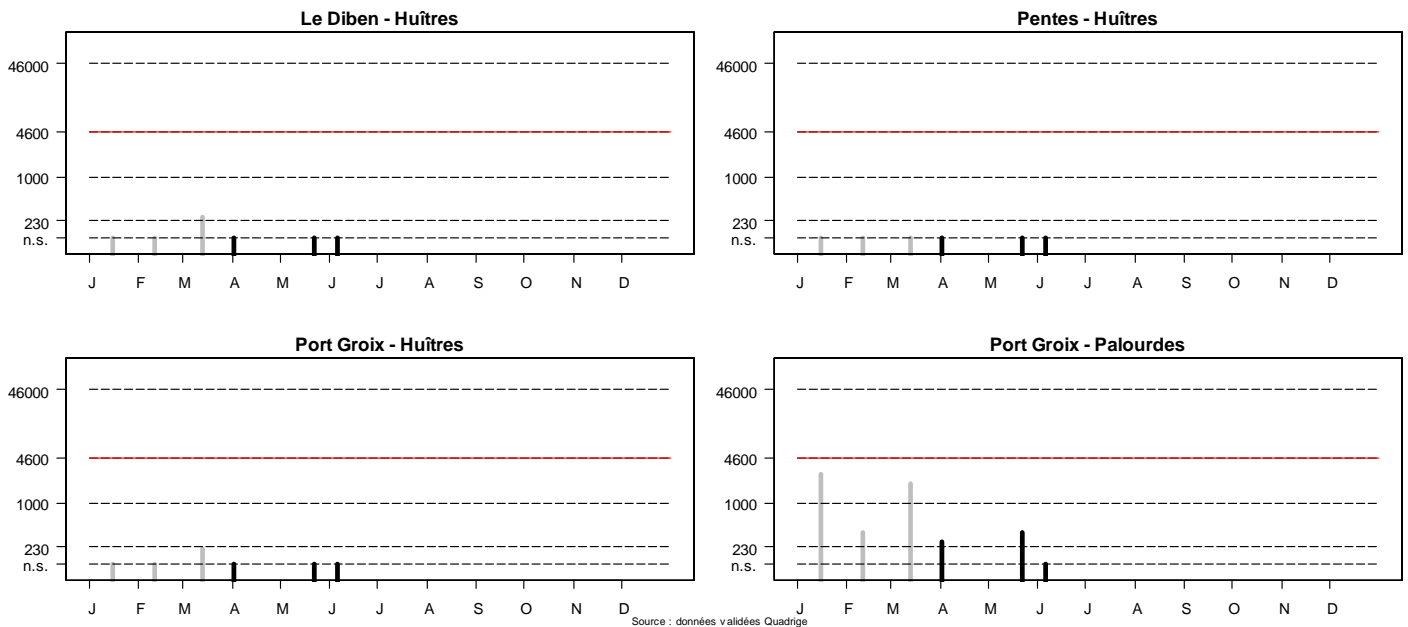 Le Diben - Huîtres
46000
4600
1000
230
n.s.
J F M A M J J A S O N D
Pentes - Huîtres
46000
4600
1000
230
n.s.
J F M A M J J A S O N D
Port Groix - Huîtres
46000
4600
1000
230
n.s.
J F M A M J J A S O N D
Port Groix - Palourdes
46000
4600
1000
230
n.s.
J F M A M J J A S O N D
Source : données validées Quadrige